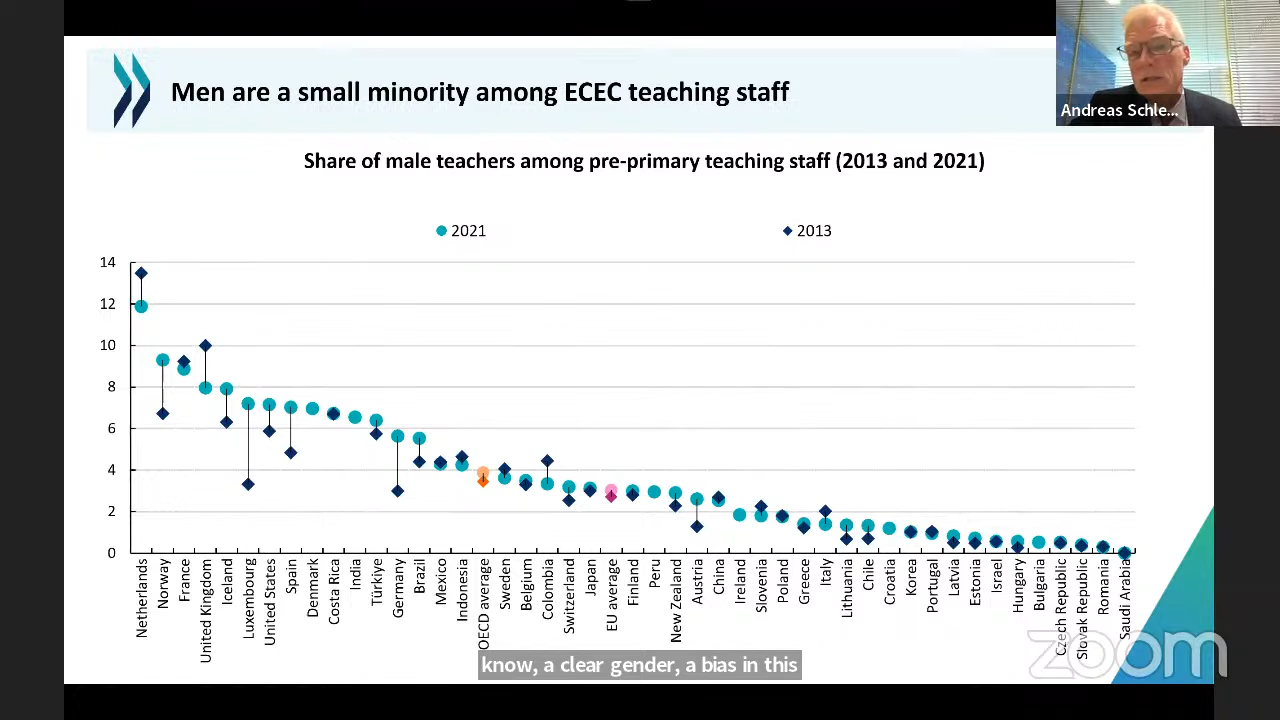 Men are a small minority among ECEC teaching staff
Andreas Schle...
Share of male teachers among pre-primary teaching staff (2013 and 2021)
2021
2013
14
12
10
8
6
4
2
0
Netherlands
Norway
France
United Kingdom
Iceland
Luxembourg
United States
Spain
Denmark
Costa Rica
India
Türkiye
Germany
Brazil
Mexico
Indonesia
OECD average
Sweden
Belgium
Colombia
Switzerland
Japan
EU average
Finland
Peru
New Zealand
Austria
China
Ireland
Slovenia
Poland
Greece
Italy
Lithuania
Chile
Croatia
Korea
Portugal
Latvia
Estonia
Israel
Hungary
Bulgaria
Czech Republic
Slovak Republic
Romania
Saudi Arabia
know, a clear gender, a bias in this
zoom